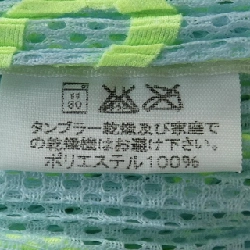 タンブラー乾燥及び家庭で
の乾燥機はお避け下さい。
ポリエステル100%